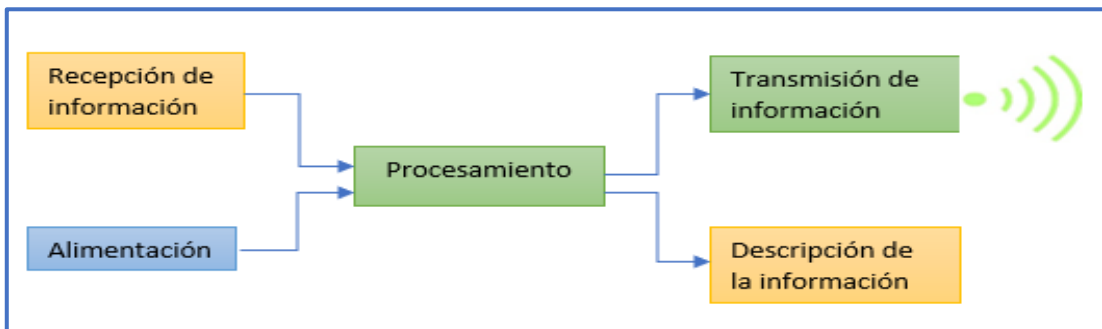 Recepción de
información
Alimentación
Procesamiento
Transmisión de
información
Descripción de
la información